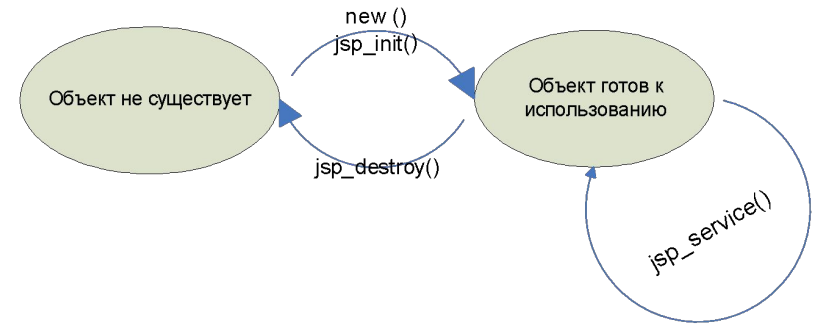 new ()
jsp_init()
Объект не существует
Объект готов к
использованию
jsp_destroy()
jsp_service()